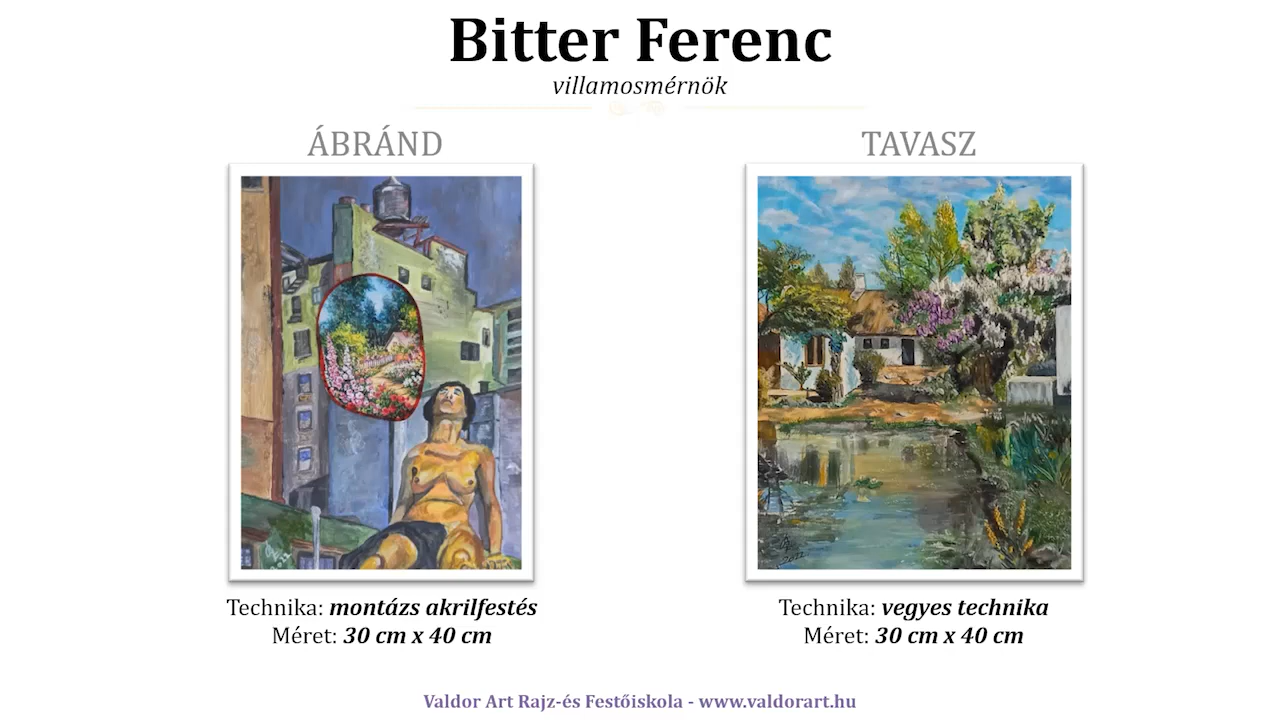 Bitter Ferenc
villamosmérnök
ÁBRÁND
TAVASZ
2022
Technika: montázs akrilfestés
Méret: 30 cm x 40 cm
Technika: vegyes technika
Méret: 30 cm x 40 cm
Valdor Art Rajz-és Festőiskola - www.valdorart.hu